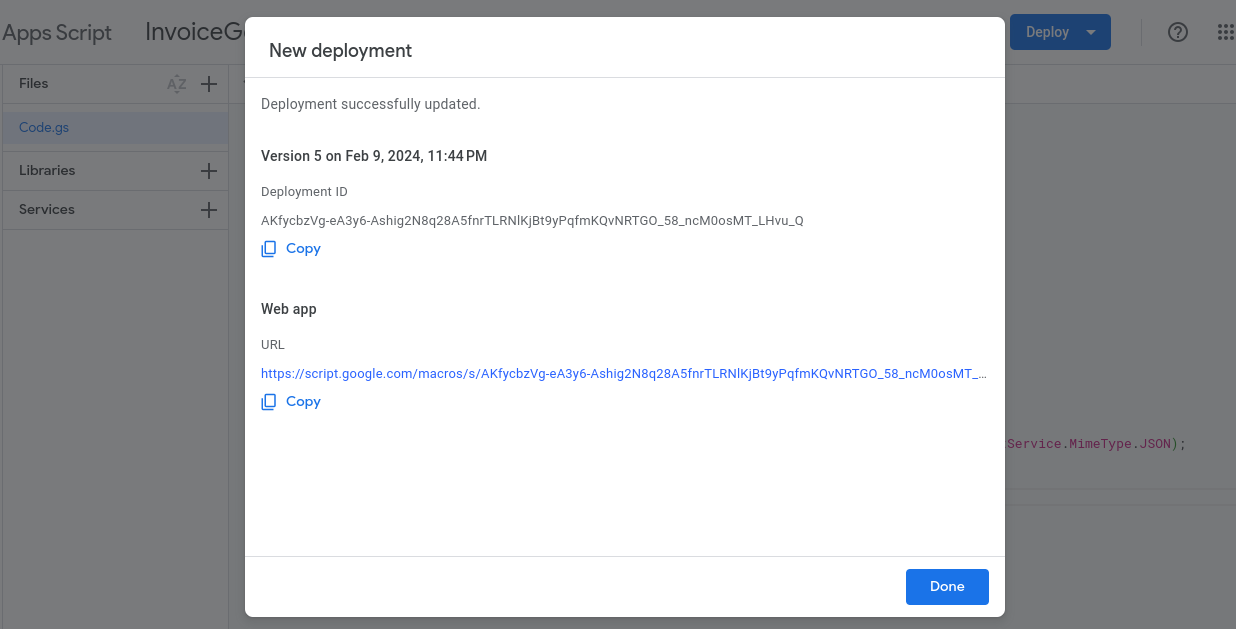 Apps Script
Deploy
Files
AZ
Code.gs
Libraries
Services
New deployment
Deployment successfully updated.
Version 5 on Feb 9, 2024, 11:44 PM
Deployment ID
AKfycbzVg-eA3y6-Ashig2N8q28A5fnrTLRNlKjBt9yPqfmKQvNRTGO_58_ncM0osMT_LHvu_Q
Copy
Web app
URL
https://script.google.com/macros/s/AKfycbzVg-eA3y6-Ashig2N8q28A5fnrTLRNlKjBt9yPqfmKQvNRTGO_58_ncM0osMT_…
Copy
Service.MimeType.JSON);
Done